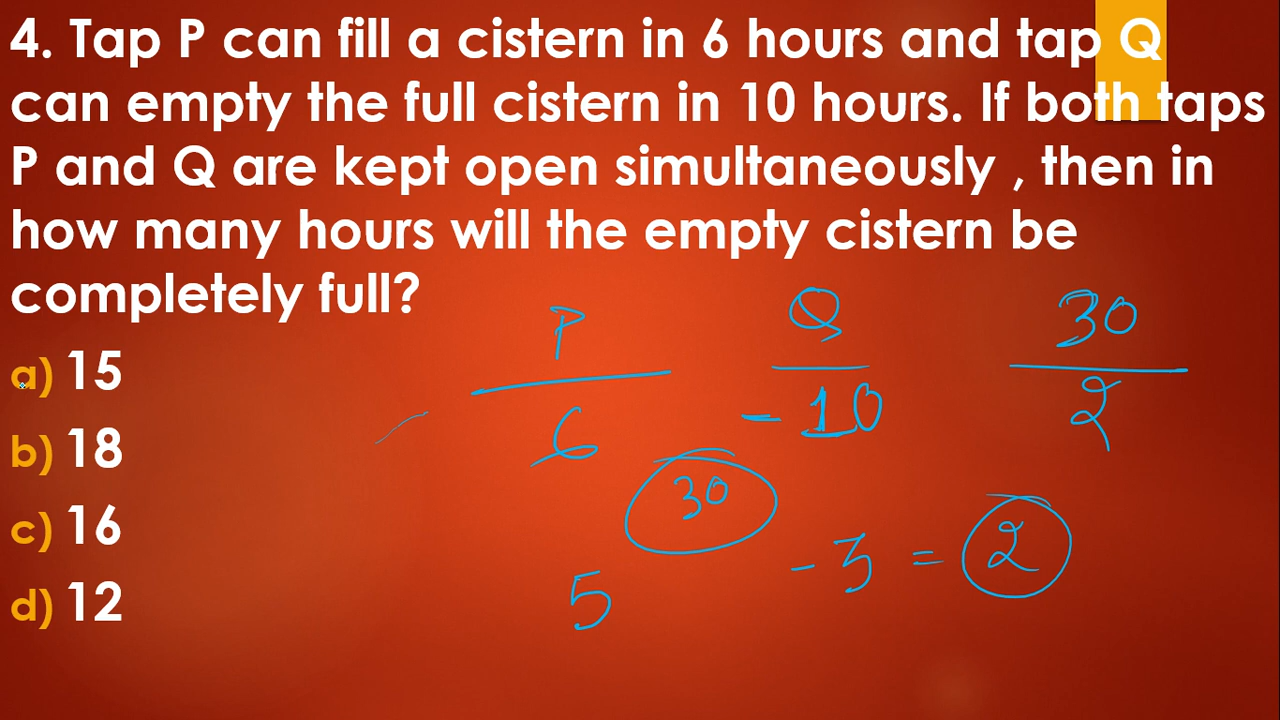 4. Tap P can fill a cistern in 6 hours and tap Q
can empty the full cistern in 10 hours. If both taps
P and Q are kept open simultaneously , then in
how many hours will the empty cistern be
completely full?
P Q 30
6 - 10 2
30
5 - 3 = 2
a) 15
b) 18
c) 16
d) 12